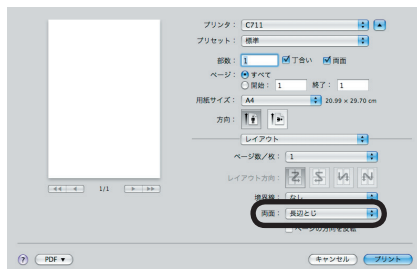 プリンタ： C711
プリセット： 標準
部数： 1 丁合い 両面
ページ： すべて
開始： 1 終了： 1
用紙サイズ： A4 20.99 x 29.70 cm
方向：
レイアウト
ページ数／枚： 1
レイアウト方向：
境界線： なし
両面： 長辺とじ
ページの方向を反転
1/1
? PDF キャンセル プリント